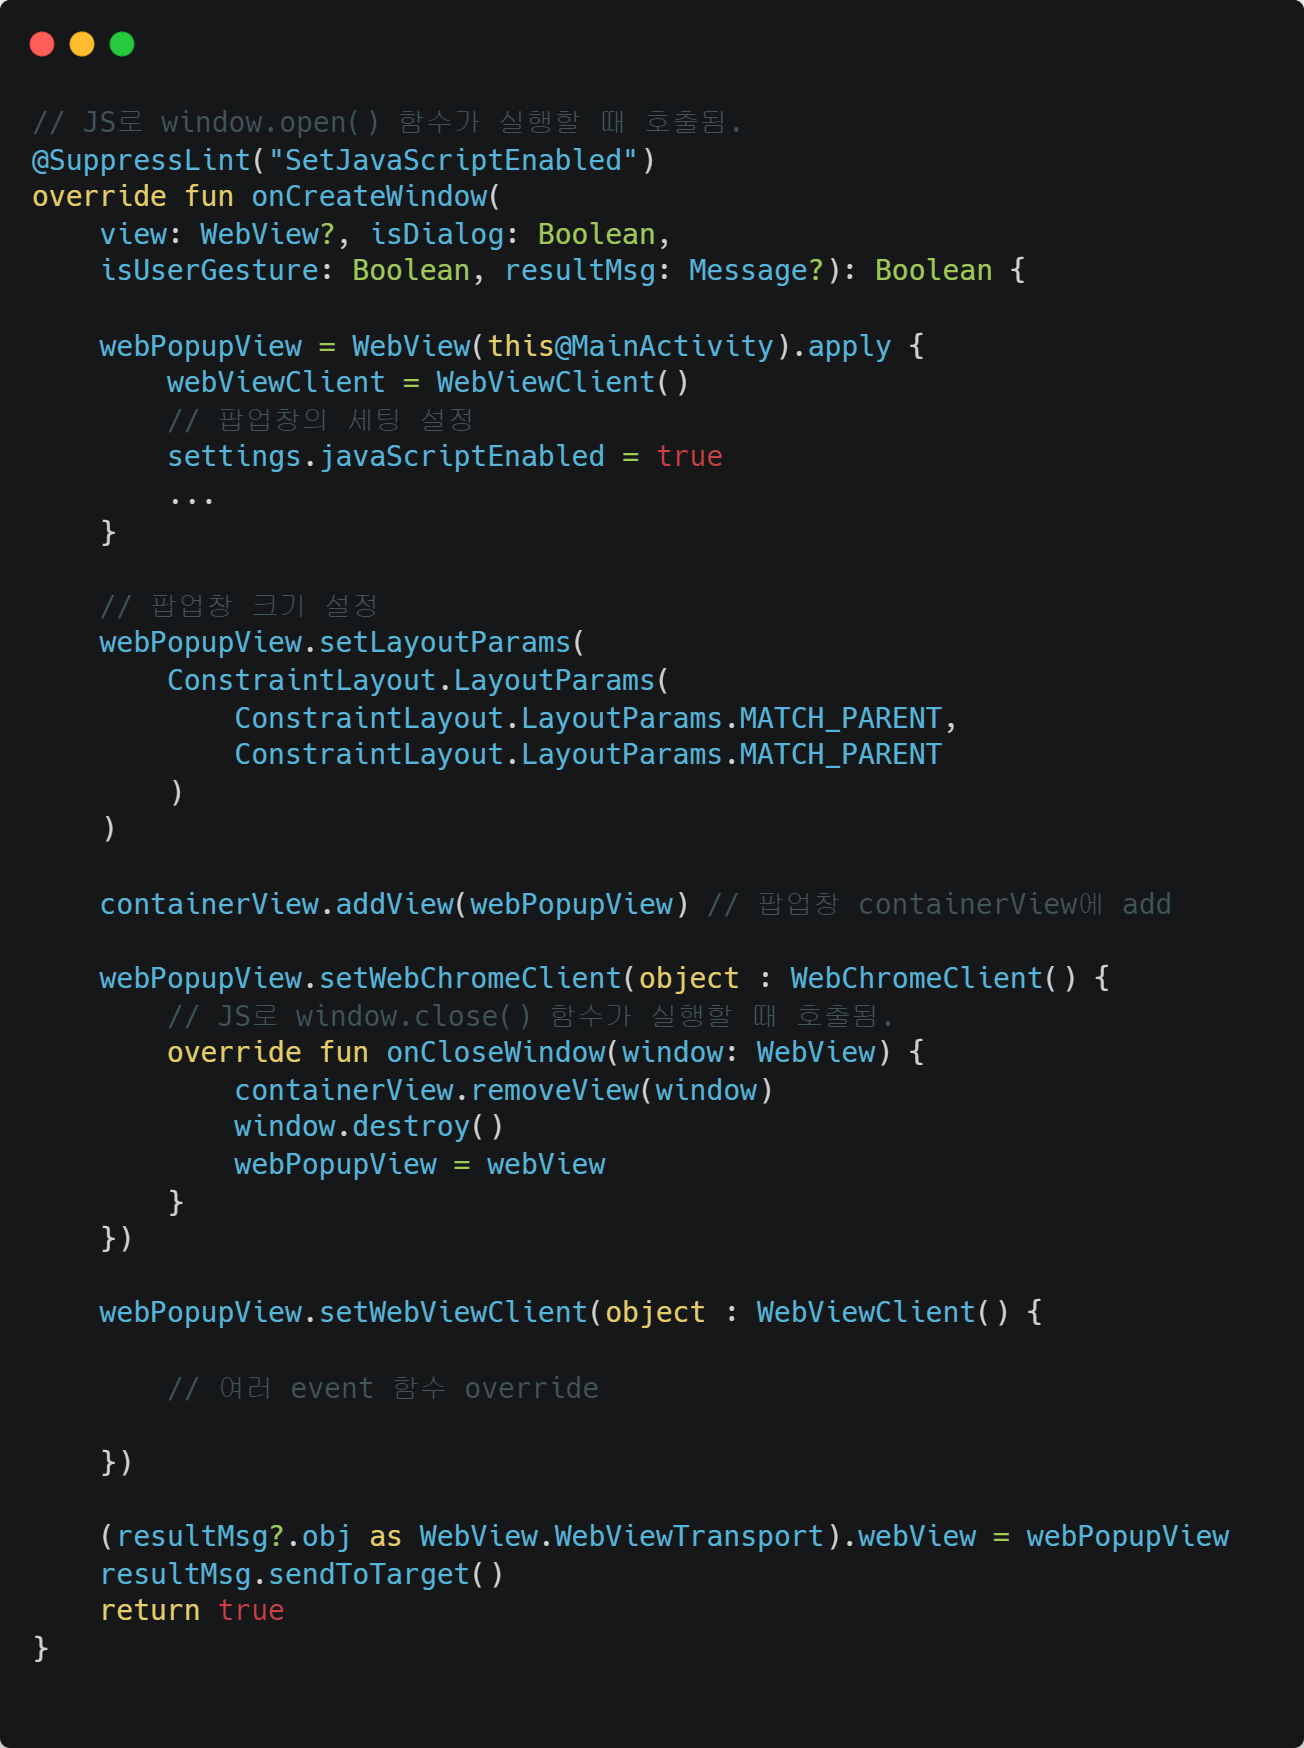 // JS로 window.open() 함수가 실행할 때 호출됨.
@SuppressLint("SetJavaScriptEnabled")
override fun onCreateWindow(
    view: WebView?, isDialog: Boolean,
    isUserGesture: Boolean, resultMsg: Message?): Boolean {

    webPopupView = WebView(this@MainActivity).apply {
        webViewClient = WebViewClient()
        // 팝업창의 세팅 설정
        settings.javaScriptEnabled = true
        ...
    }

    // 팝업창 크기 설정
    webPopupView.setLayoutParams(
        ConstraintLayout.LayoutParams(
            ConstraintLayout.LayoutParams.MATCH_PARENT,
            ConstraintLayout.LayoutParams.MATCH_PARENT
        )
    )

    containerView.addView(webPopupView) // 팝업창 containerView에 add

    webPopupView.setWebChromeClient(object : WebChromeClient() {
        // JS로 window.close() 함수가 실행할 때 호출됨.
        override fun onCloseWindow(window: WebView) {
            containerView.removeView(window)
            window.destroy()
            webPopupView = webView
        }
    })

    webPopupView.setWebViewClient(object : WebViewClient() {

        // 여러 event 함수 override

    })

    (resultMsg?.obj as WebView.WebViewTransport).webView = webPopupView
    resultMsg.sendToTarget()
    return true
}